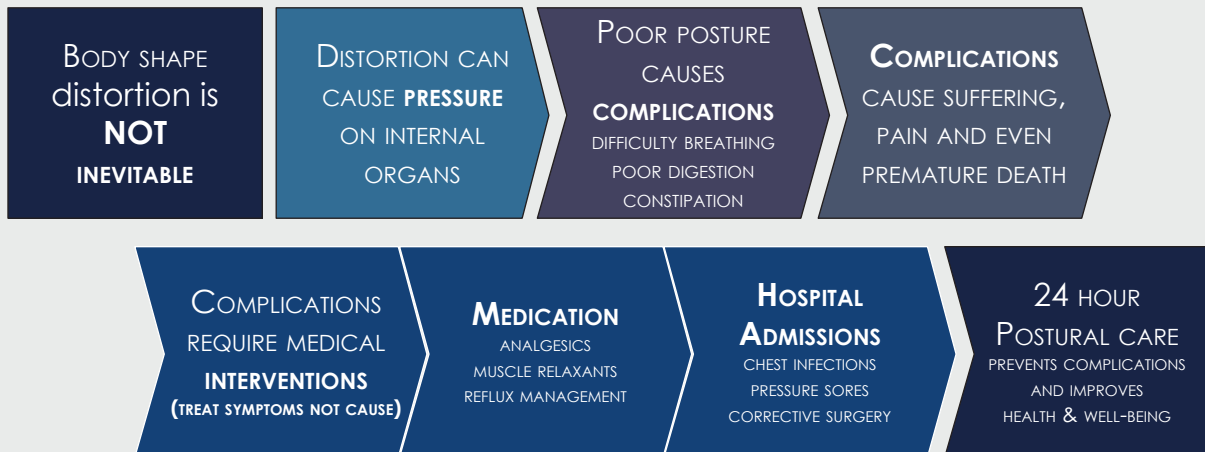 Body shape
distortion is
NOT
inevitable
Distortion can
cause pressure
on internal
organs
Poor posture
causes
complications
difficulty breathing
poor digestion
constipation
Complications
cause suffering,
pain and even
premature death
Complications
require medical
interventions
(treat symptoms not cause)
Medication
analgesics
muscle relaxants
reflux management
Hospital
Admissions
chest infections
pressure sores
corrective surgery
24 hour
Postural care
prevents complications
and improves
health & well-being